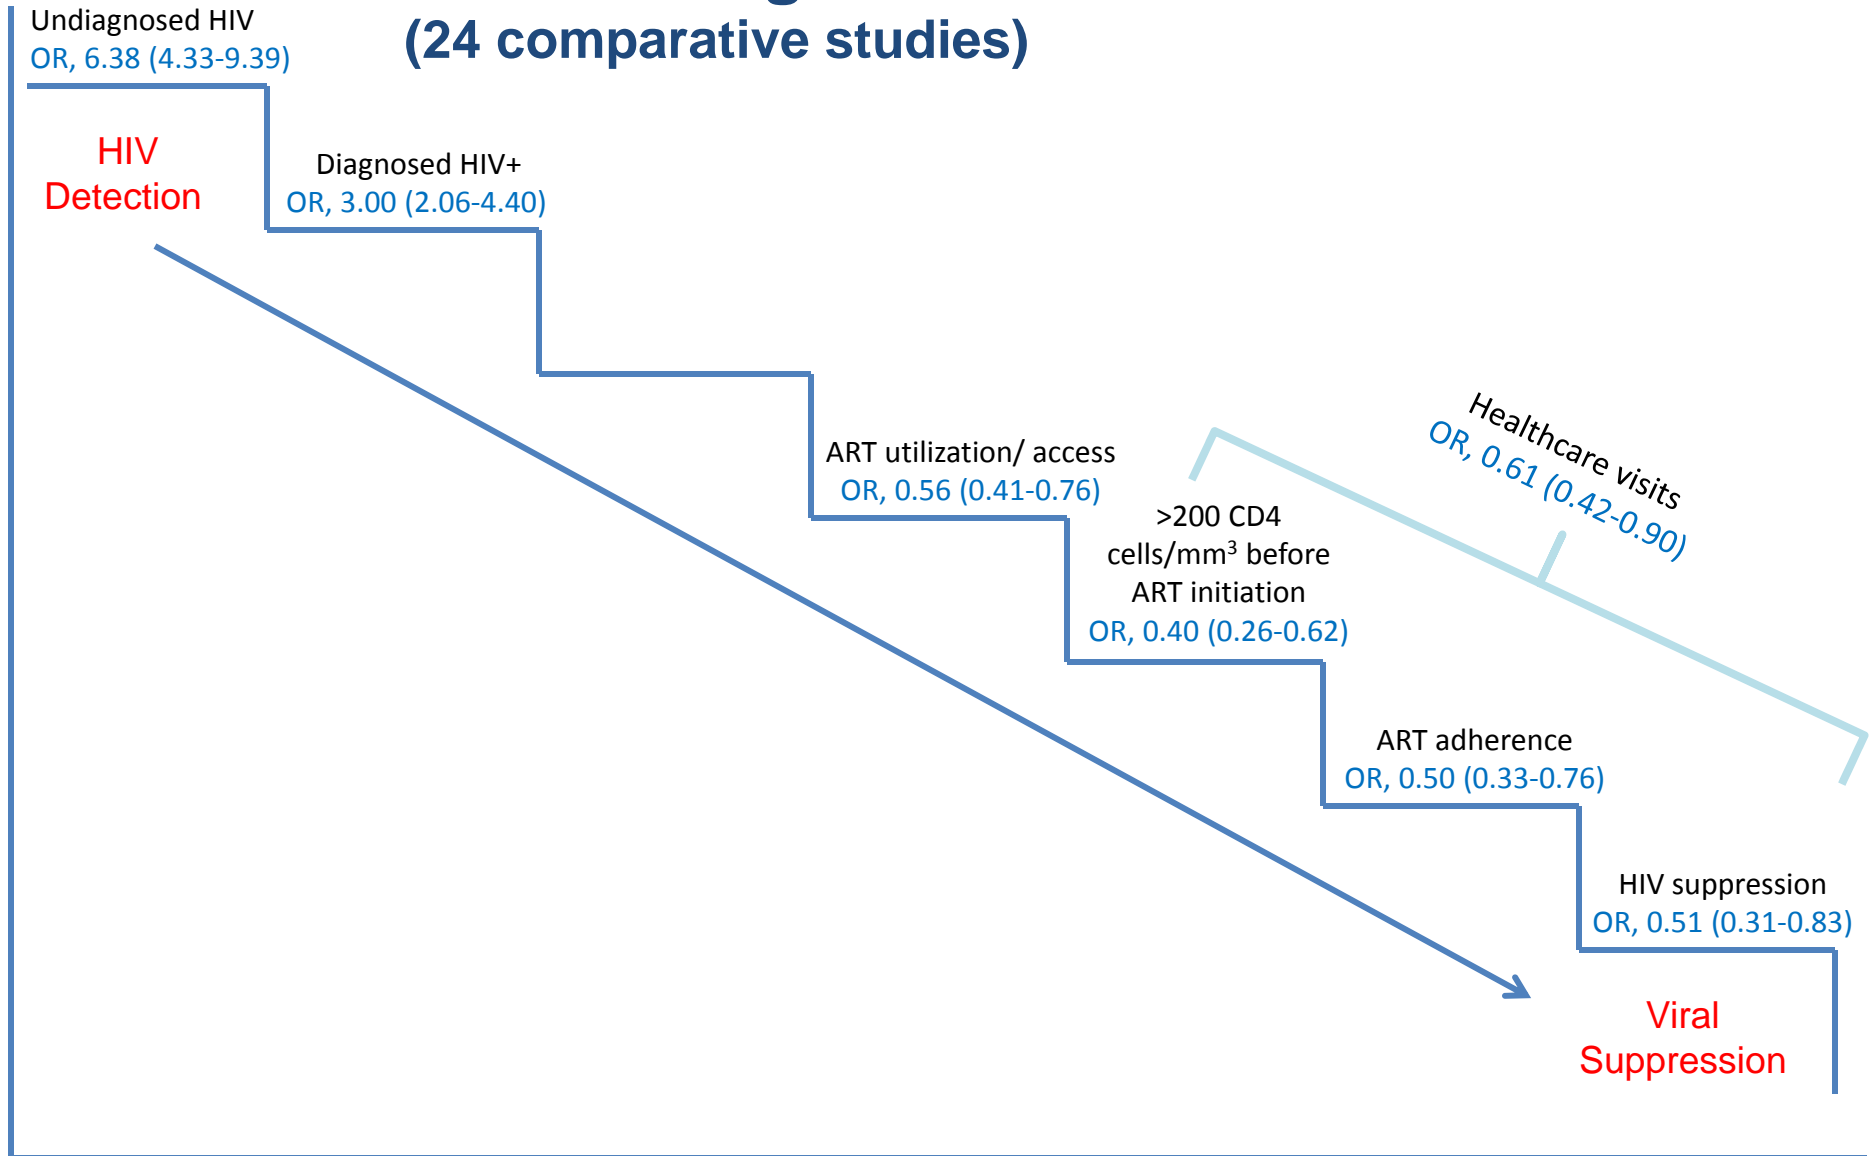 Undiagnosed HIV
OR, 6.38 (4.33-9.39)
(24 comparative studies)
HIV
Detection
Diagnosed HIV+
OR, 3.00 (2.06-4.40)
ART utilization/ access
OR, 0.56 (0.41-0.76)
>200 CD4
cells/mm³ before
ART initiation
OR, 0.40 (0.26-0.62)
Healthcare visits
OR, 0.61 (0.42-0.90)
ART adherence
OR, 0.50 (0.33-0.76)
HIV suppression
OR, 0.51 (0.31-0.83)
Viral
Suppression